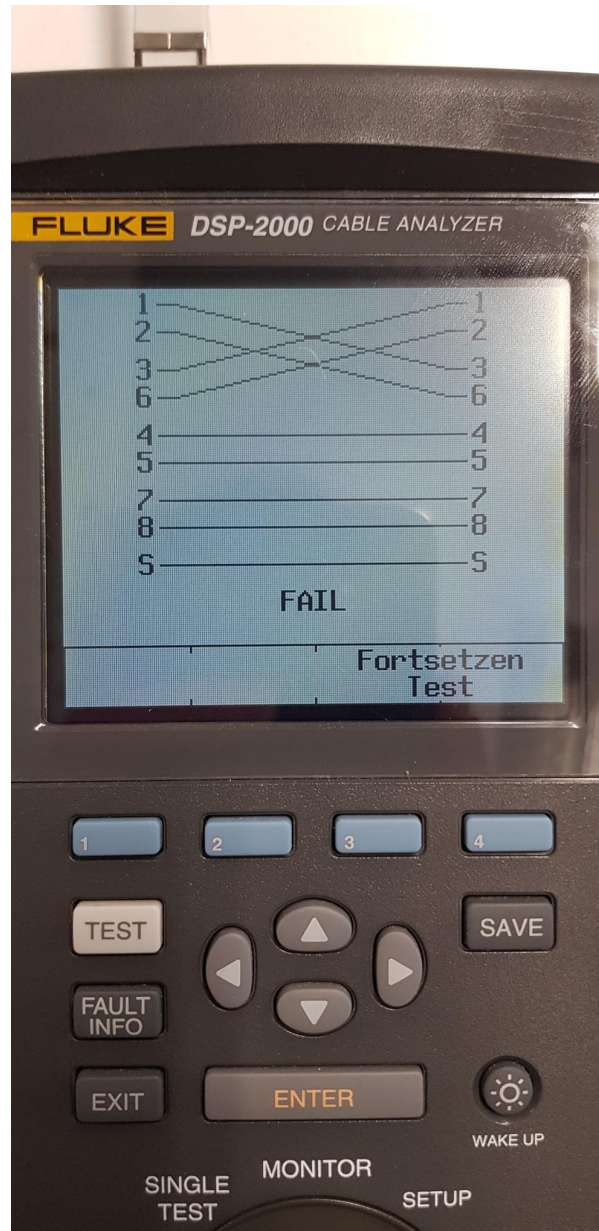 FLUKE DSP-2000 CABLE ANALYZER
1 1
2 2
3 3
6 6
4 4
5 5
7 7
8 8
S S
FAIL
Fortsetzen
Test
1 2 3 4
TEST
SAVE
FAULT
INFO
EXIT
ENTER
WAKE UP
SINGLE
TEST
MONITOR
SETUP